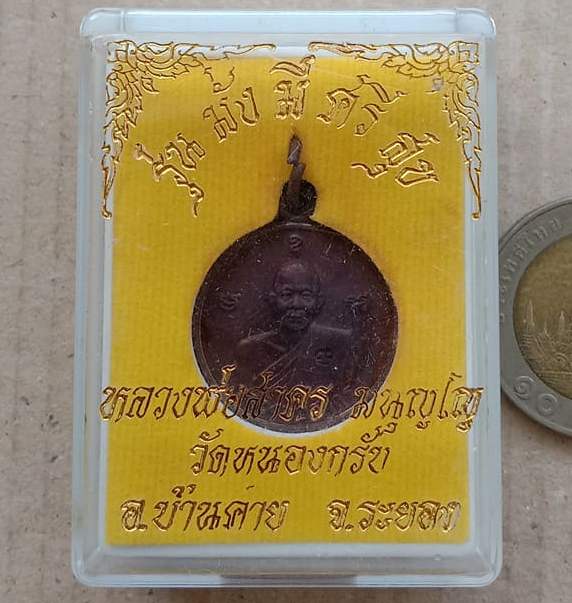 รุ่น มั่ง มี ศรี สุข
หลวงพ่อสาคร มนุญโญ
วัดหนองกรับ
อ.บ้านค่าย จ.ระยอง
๑๐